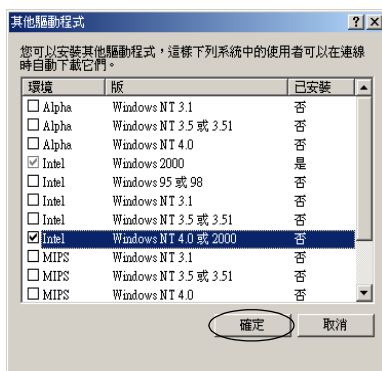 其他驅動程式
您可以安裝其他驅動程式，這樣下列系統中的使用者可以在連線
時自動下載它們。
環境 版 已安裝
Alpha Windows NT 3.1 否
Alpha Windows NT 3.5 或 3.51 否
Alpha Windows NT 4.0 否
Intel Windows 2000 是
Intel Windows 95 或 98 否
Intel Windows NT 3.1 否
Intel Windows NT 3.5 或 3.51 否
Intel Windows NT 4.0 或 2000 否
MIPS Windows NT 3.1 否
MIPS Windows NT 3.5 或 3.51 否
MIPS Windows NT 4.0 否
確定 取消